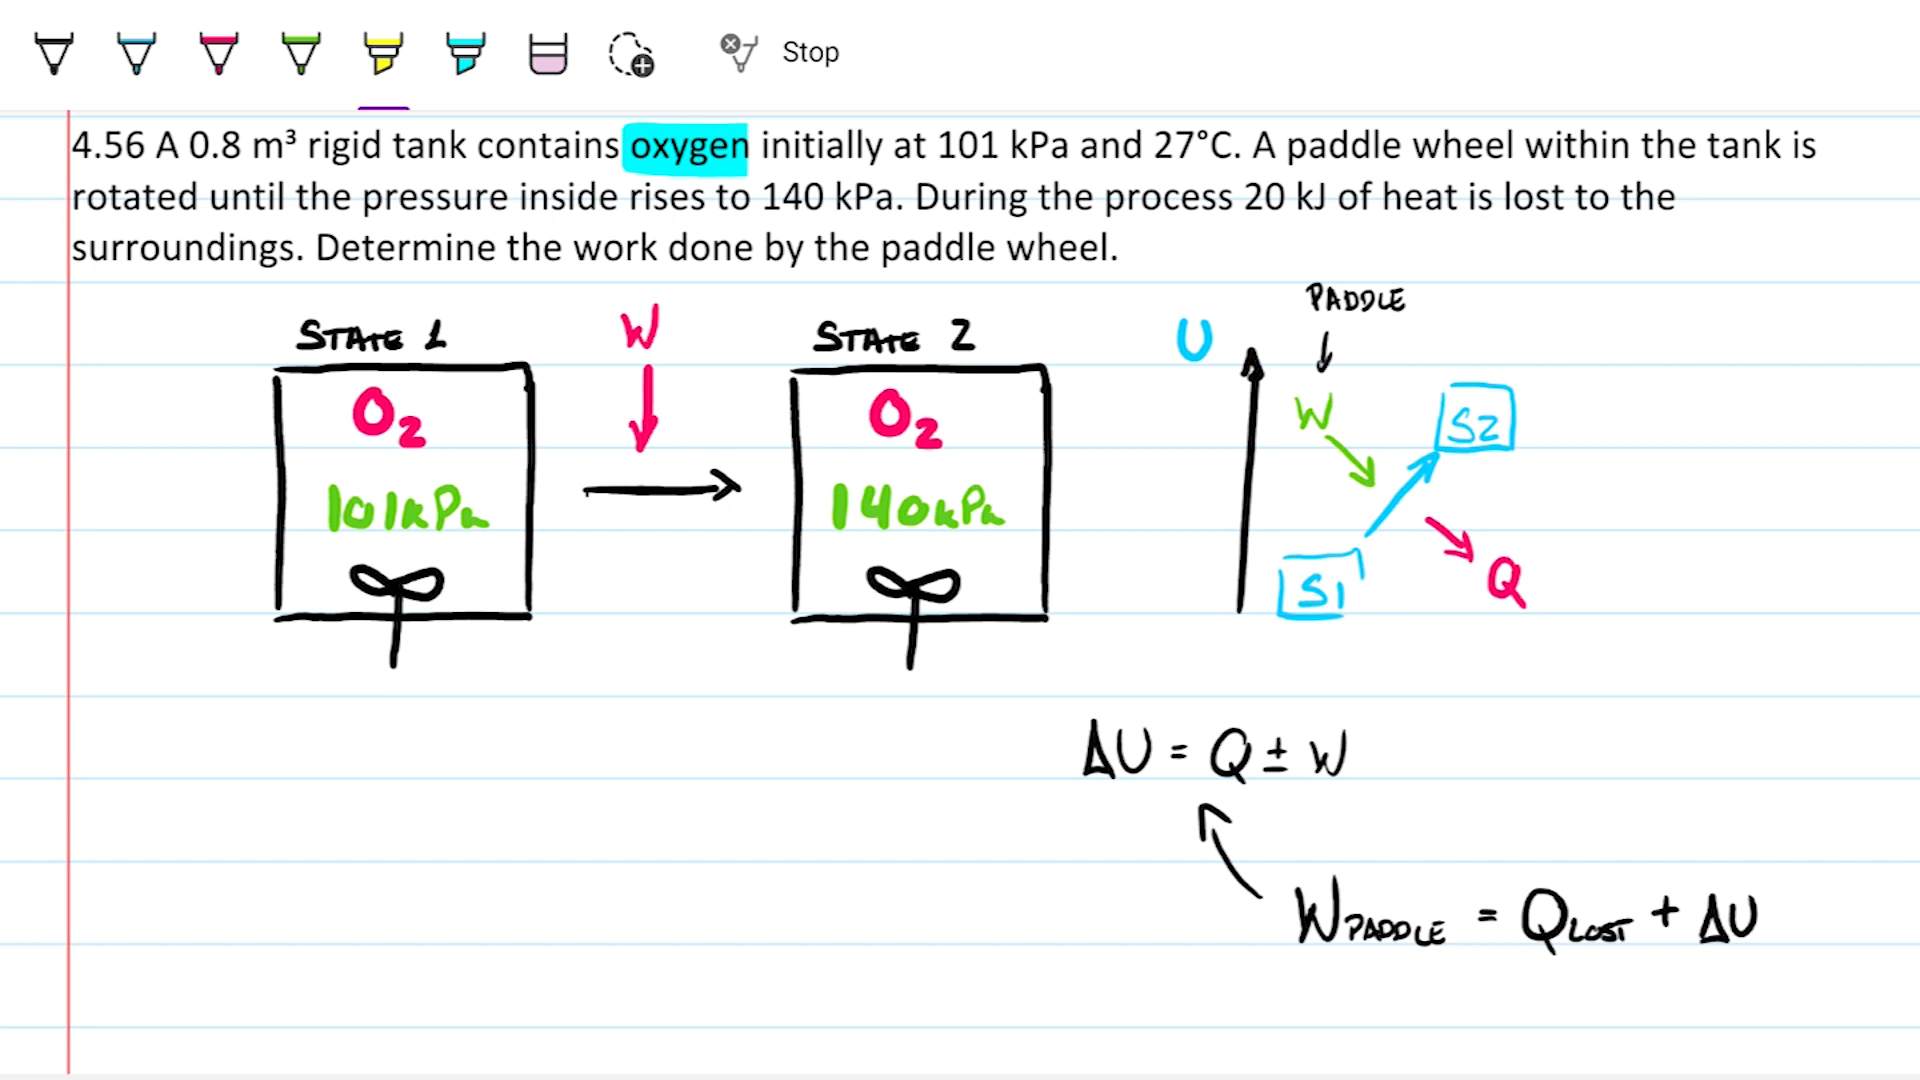 Stop
4.56 A 0.8 m³ rigid tank contains oxygen initially at 101 kPa and 27°C. A paddle wheel within the tank is
rotated until the pressure inside rises to 140 kPa. During the process 20 kJ of heat is lost to the
surroundings. Determine the work done by the paddle wheel.
STATE 1
O₂
101kPa
W
STATE 2
O₂
140kPa
PADDLE
U
W
S2
S1
Q
ΔU = Q ± W
W PADDLE = Q LOST + ΔU